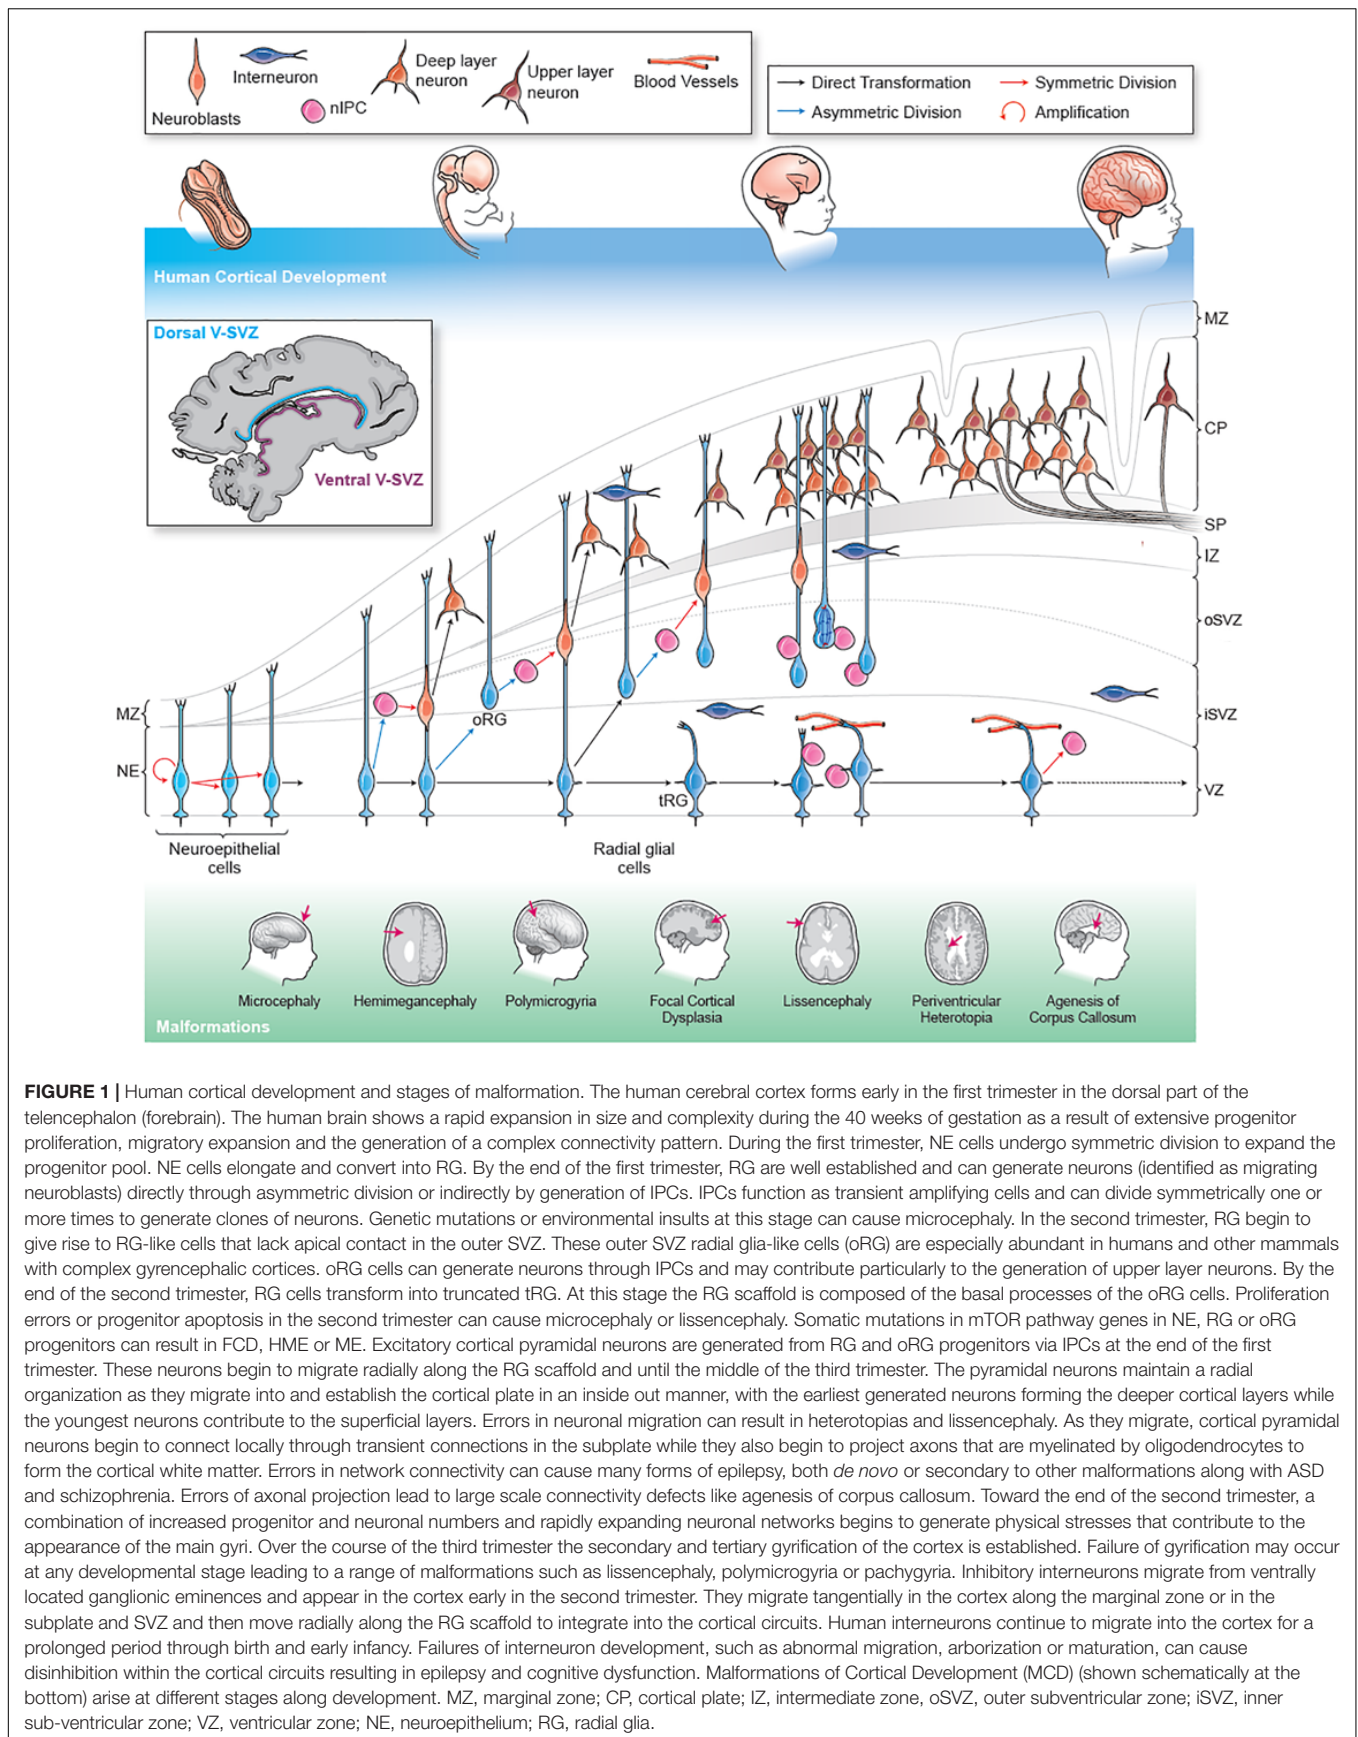 Neuroblasts
Interneuron
nIPC
Deep layer
neuron
Upper layer
neuron
Blood Vessels
Direct Transformation
Symmetric Division
Asymmetric Division
Amplification
Human Cortical Development
Dorsal V-SVZ
Ventral V-SVZ
MZ
CP
SP
IZ
oSVZ
iSVZ
VZ
MZ
NE
oRG
tRG
Neuroepithelial
cells
Radial glial
cells
Microcephaly
Hemimegancephaly
Polymicrogyria
Focal Cortical
Dysplasia
Lissencephaly
Periventricular
Heterotopia
Agenesis of
Corpus Callosum
Malformations
FIGURE 1 | Human cortical development and stages of malformation. The human cerebral cortex forms early in the first trimester in the dorsal part of the
telencephalon (forebrain). The human brain shows a rapid expansion in size and complexity during the 40 weeks of gestation as a result of extensive progenitor
proliferation, migratory expansion and the generation of a complex connectivity pattern. During the first trimester, NE cells undergo symmetric division to expand the
progenitor pool. NE cells elongate and convert into RG. By the end of the first trimester, RG are well established and can generate neurons (identified as migrating
neuroblasts) directly through asymmetric division or indirectly by generation of IPCs. IPCs function as transient amplifying cells and can divide symmetrically one or
more times to generate clones of neurons. Genetic mutations or environmental insults at this stage can cause microcephaly. In the second trimester, RG begin to
give rise to RG-like cells that lack apical contact in the outer SVZ. These outer SVZ radial glia-like cells (oRG) are especially abundant in humans and other mammals
with complex gyrencephalic cortices. oRG cells can generate neurons through IPCs and may contribute particularly to the generation of upper layer neurons. By the
end of the second trimester, RG cells transform into truncated tRG. At this stage the RG scaffold is composed of the basal processes of the oRG cells. Proliferation
errors or progenitor apoptosis in the second trimester can cause microcephaly or lissencephaly. Somatic mutations in mTOR pathway genes in NE, RG or oRG
progenitors can result in FCD, HME or ME. Excitatory cortical pyramidal neurons are generated from RG and oRG progenitors via IPCs at the end of the first
trimester. These neurons begin to migrate radially along the RG scaffold and until the middle of the third trimester. The pyramidal neurons maintain a radial
organization as they migrate into and establish the cortical plate in an inside out manner, with the earliest generated neurons forming the deeper cortical layers while
the youngest neurons contribute to the superficial layers. Errors in neuronal migration can result in heterotopias and lissencephaly. As they migrate, cortical pyramidal
neurons begin to connect locally through transient connections in the subplate while they also begin to project axons that are myelinated by oligodendrocytes to
form the cortical white matter. Errors in network connectivity can cause many forms of epilepsy, both de novo or secondary to other malformations along with ASD
and schizophrenia. Errors of axonal projection lead to large scale connectivity defects like agenesis of corpus callosum. Toward the end of the second trimester, a
combination of increased progenitor and neuronal numbers and rapidly expanding neuronal networks begins to generate physical stresses that contribute to the
appearance of the main gyri. Over the course of the third trimester the secondary and tertiary gyrification of the cortex is established. Failure of gyrification may occur
at any developmental stage leading to a range of malformations such as lissencephaly, polymicrogyria or pachygyria. Inhibitory interneurons migrate from ventrally
located ganglionic eminences and appear in the cortex early in the second trimester. They migrate tangentially in the cortex along the marginal zone or in the
subplate and SVZ and then move radially along the RG scaffold to integrate into the cortical circuits. Human interneurons continue to migrate into the cortex for a
prolonged period through birth and early infancy. Failures of interneuron development, such as abnormal migration, arborization or maturation, can cause
disinhibition within the cortical circuits resulting in epilepsy and cognitive dysfunction. Malformations of Cortical Development (MCD) (shown schematically at the
bottom) arise at different stages along development. MZ, marginal zone; CP, cortical plate; IZ, intermediate zone, oSVZ, outer subventricular zone; iSVZ, inner
sub-ventricular zone; VZ, ventricular zone; NE, neuroepithelium; RG, radial glia.